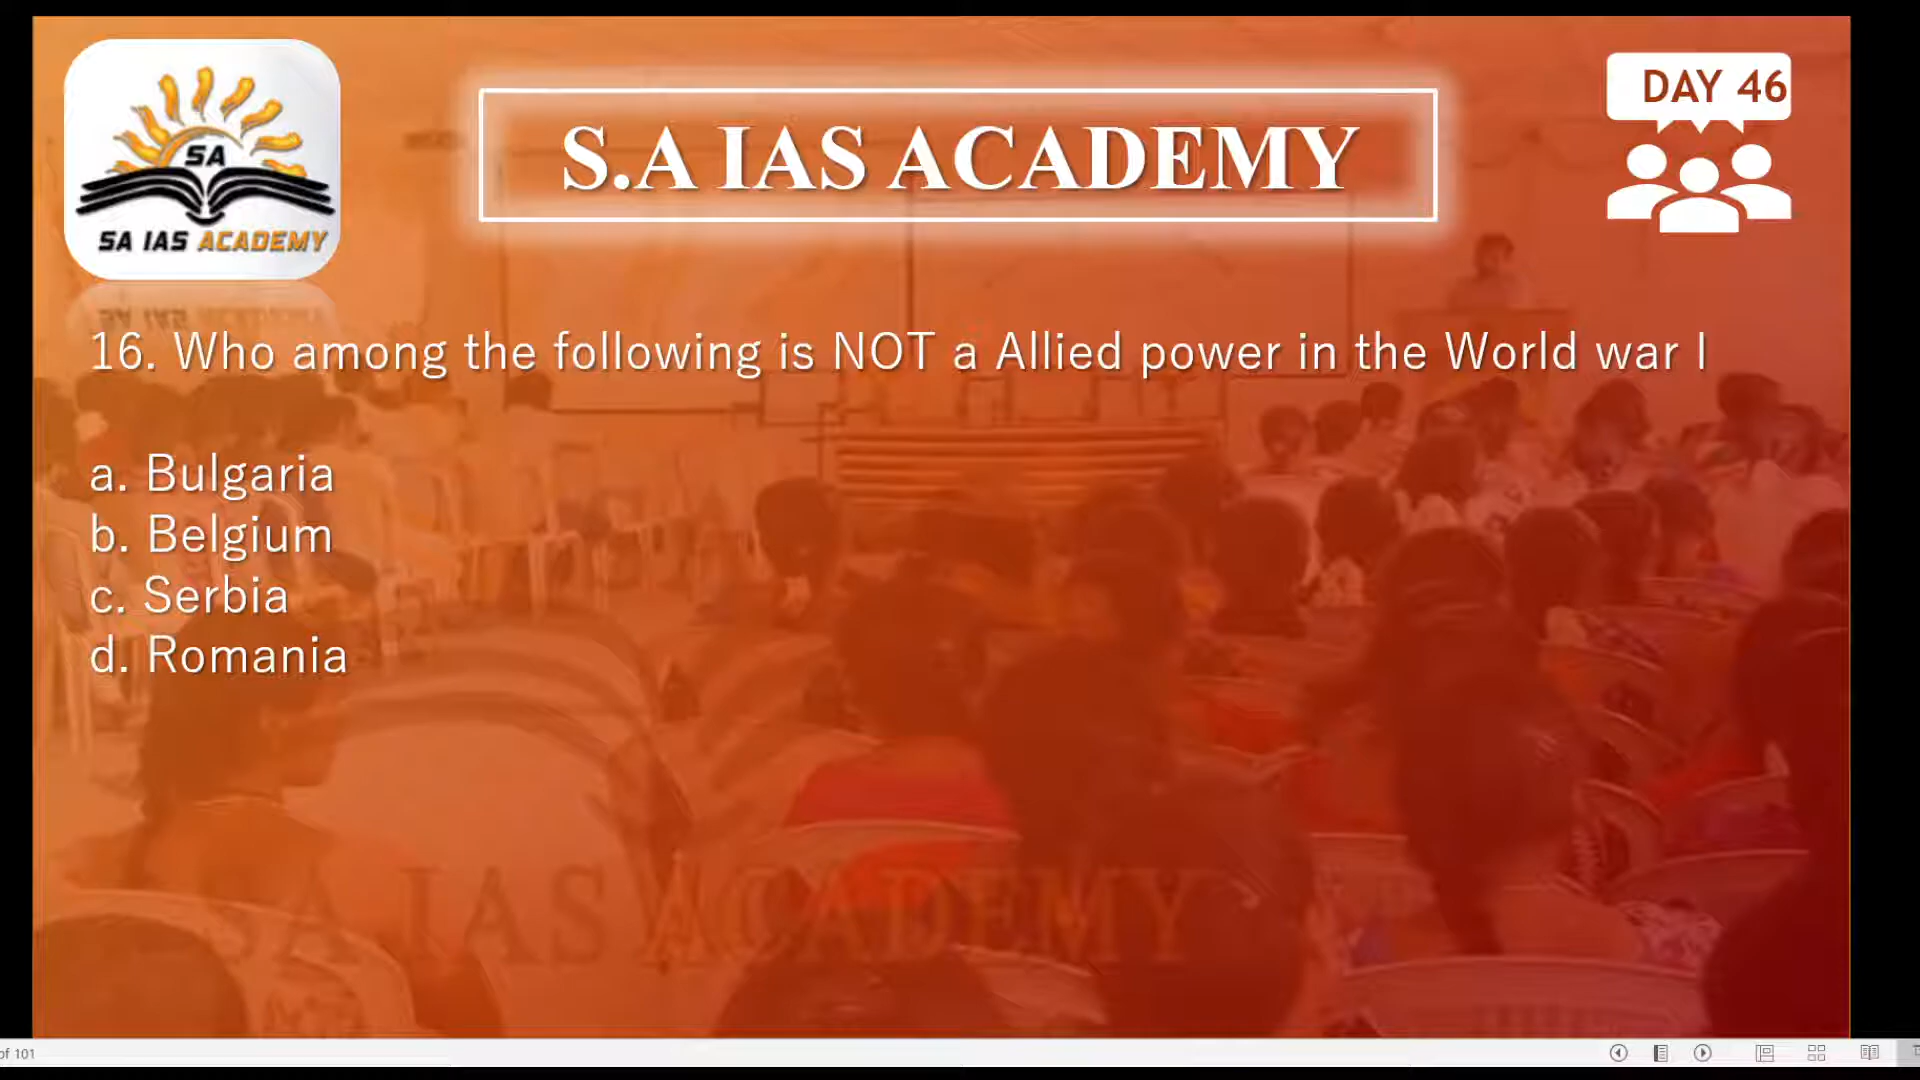 SA
SA IAS ACADEMY
S.A IAS ACADEMY
DAY 46
16. Who among the following is NOT a Allied power in the World war I
a. Bulgaria
b. Belgium
c. Serbia
d. Romania
SA IAS ACADEMY
of 101